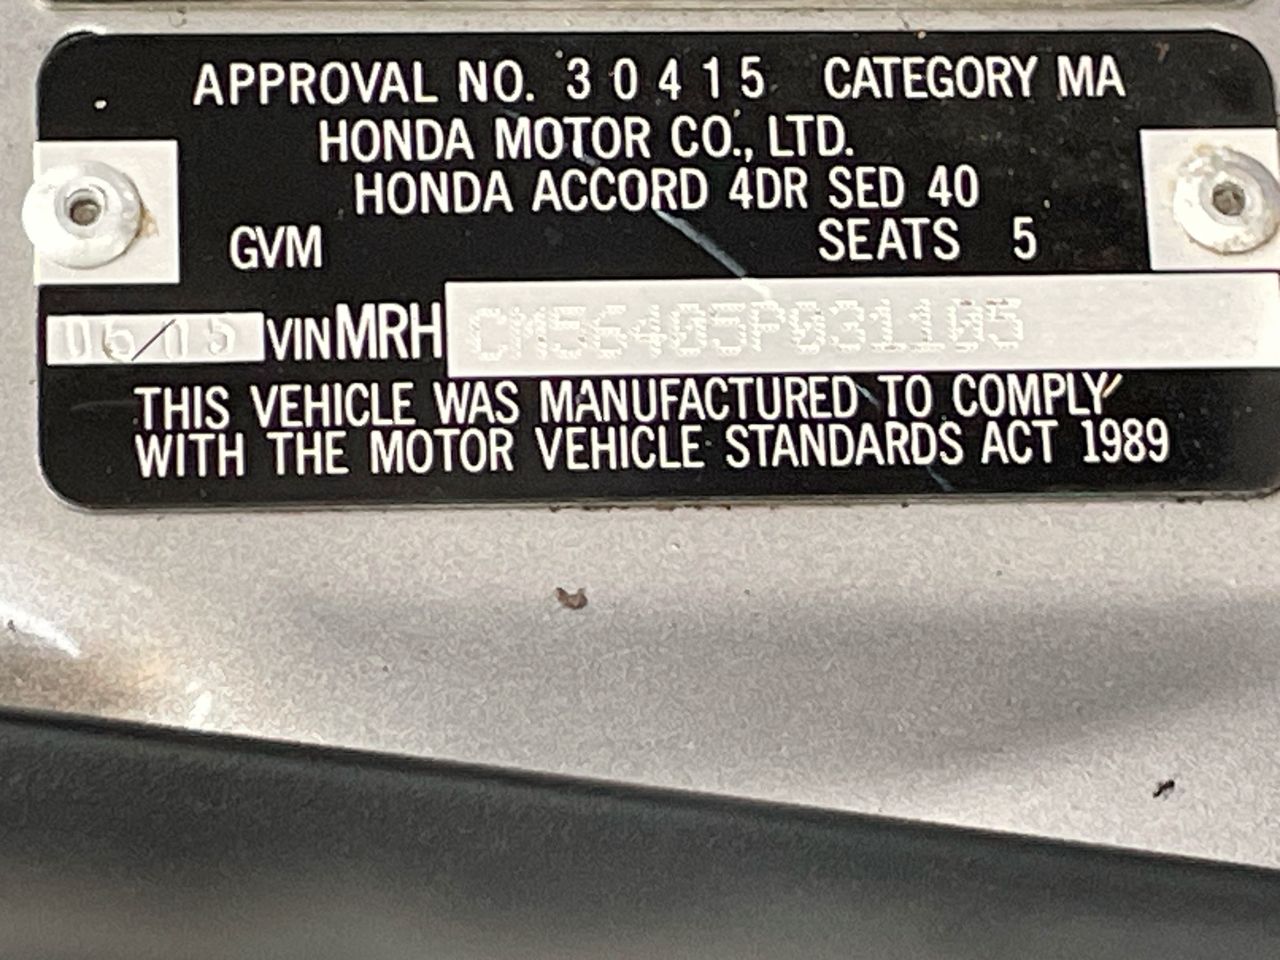 APPROVAL NO. 30415 CATEGORY MA
HONDA MOTOR CO., LTD.
HONDA ACCORD 4DR SED 40
GVM SEATS 5
05/05 VIN MRH CM56405P031105
THIS VEHICLE WAS MANUFACTURED TO COMPLY
WITH THE MOTOR VEHICLE STANDARDS ACT 1989